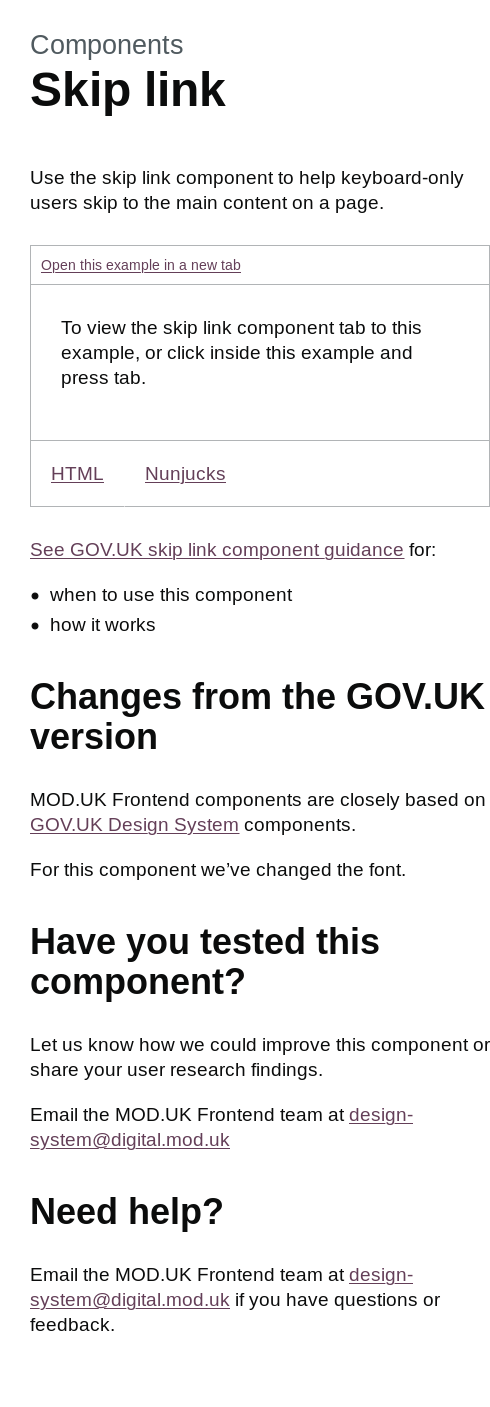 Components
Skip link
Use the skip link component to help keyboard-only
users skip to the main content on a page.
Open this example in a new tab
To view the skip link component tab to this
example, or click inside this example and
press tab.
HTML Nunjucks
See GOV.UK skip link component guidance for:
• when to use this component
• how it works
Changes from the GOV.UK
version
MOD.UK Frontend components are closely based on
GOV.UK Design System components.
For this component we’ve changed the font.
Have you tested this
component?
Let us know how we could improve this component or
share your user research findings.
Email the MOD.UK Frontend team at design-
system@digital.mod.uk
Need help?
Email the MOD.UK Frontend team at design-
system@digital.mod.uk if you have questions or
feedback.